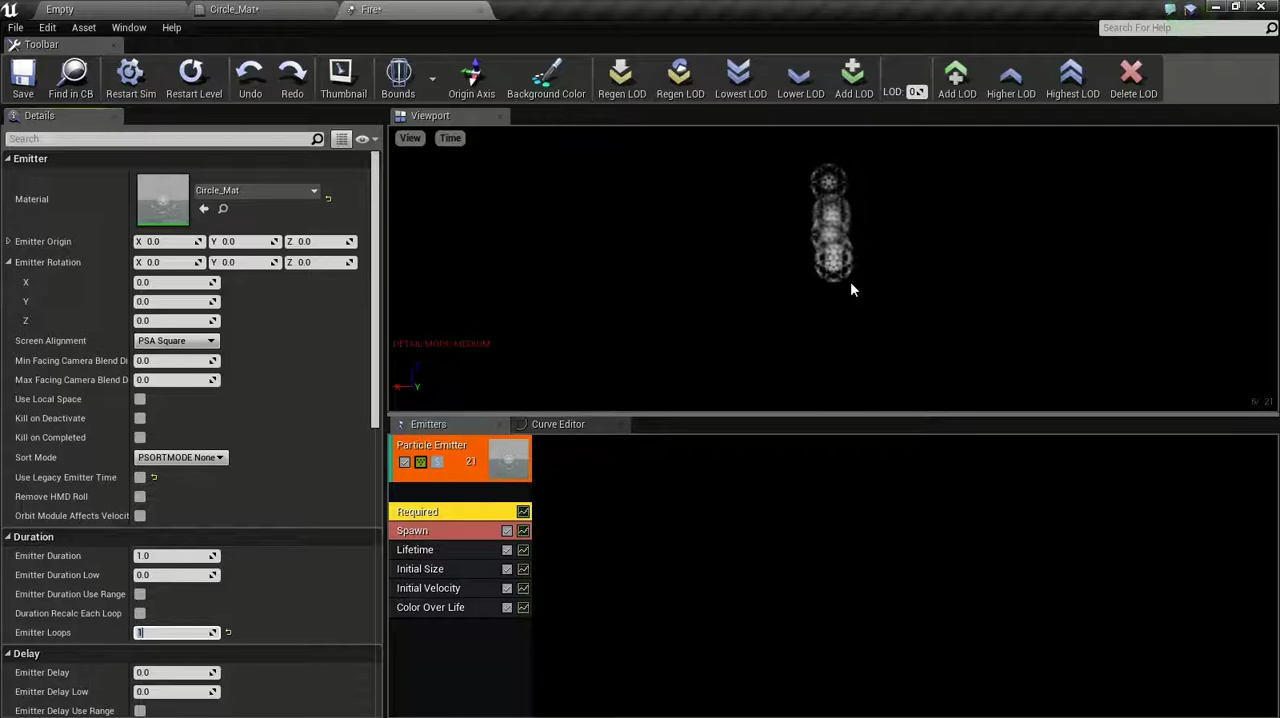 Empty
Circle_Mat*
Fire*
File Edit Asset Window Help
Search For Help
Toolbar
Save
Find in CB
Restart Sim
Restart Level
Undo
Redo
Thumbnail
Bounds
Origin Axis
Background Color
Regen LOD
Regen LOD
Lowest LOD
Lower LOD
Add LOD
LOD: 0
Add LOD
Higher LOD
Highest LOD
Delete LOD
Details
Search
Emitter
Material
Circle_Mat
Emitter Origin X 0.0 Y 0.0 Z 0.0
Emitter Rotation X 0.0 Y 0.0 Z 0.0
X 0.0
Y 0.0
Z 0.0
Screen Alignment PSA Square
Min Facing Camera Blend Di 0.0
Max Facing Camera Blend D 0.0
Use Local Space
Kill on Deactivate
Kill on Completed
Sort Mode PSORTMODE None
Use Legacy Emitter Time
Remove HMD Roll
Orbit Module Affects Velocit
Duration
Emitter Duration 1.0
Emitter Duration Low 0.0
Emitter Duration Use Range
Duration Recalc Each Loop
Emitter Loops 1
Delay
Emitter Delay 0.0
Emitter Delay Low 0.0
Emitter Delay Use Range
Viewport
View Time
DETAIL MODE: MEDIUM
X Y
Emitters
Curve Editor
Particle Emitter
21
Required
Spawn
Lifetime
Initial Size
Initial Velocity
Color Over Life